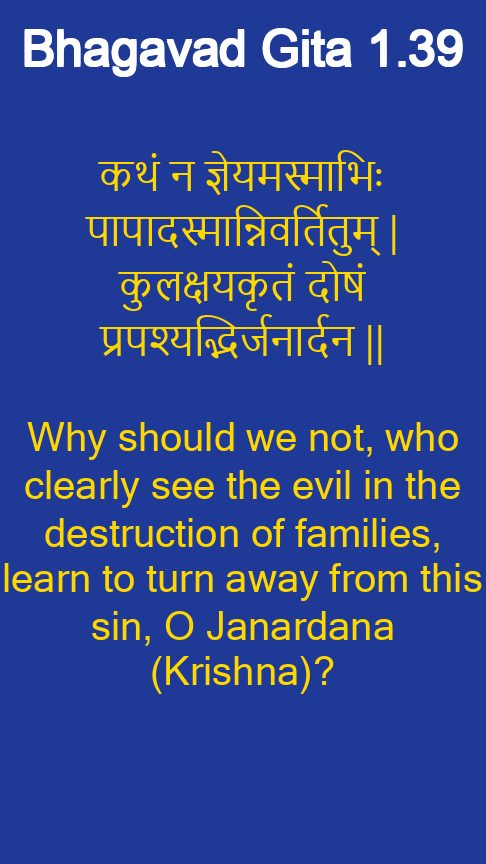 Bhagavad Gita 1.39
कथं न ज्ञेयमस्माभिः
पापादस्मान्निवर्तितुम् |
कुलक्षयकृतं दोषं
प्रपश्यद्भिर्जनार्दन ||
Why should we not, who
clearly see the evil in the
destruction of families,
learn to turn away from this
sin, O Janardana
(Krishna)?